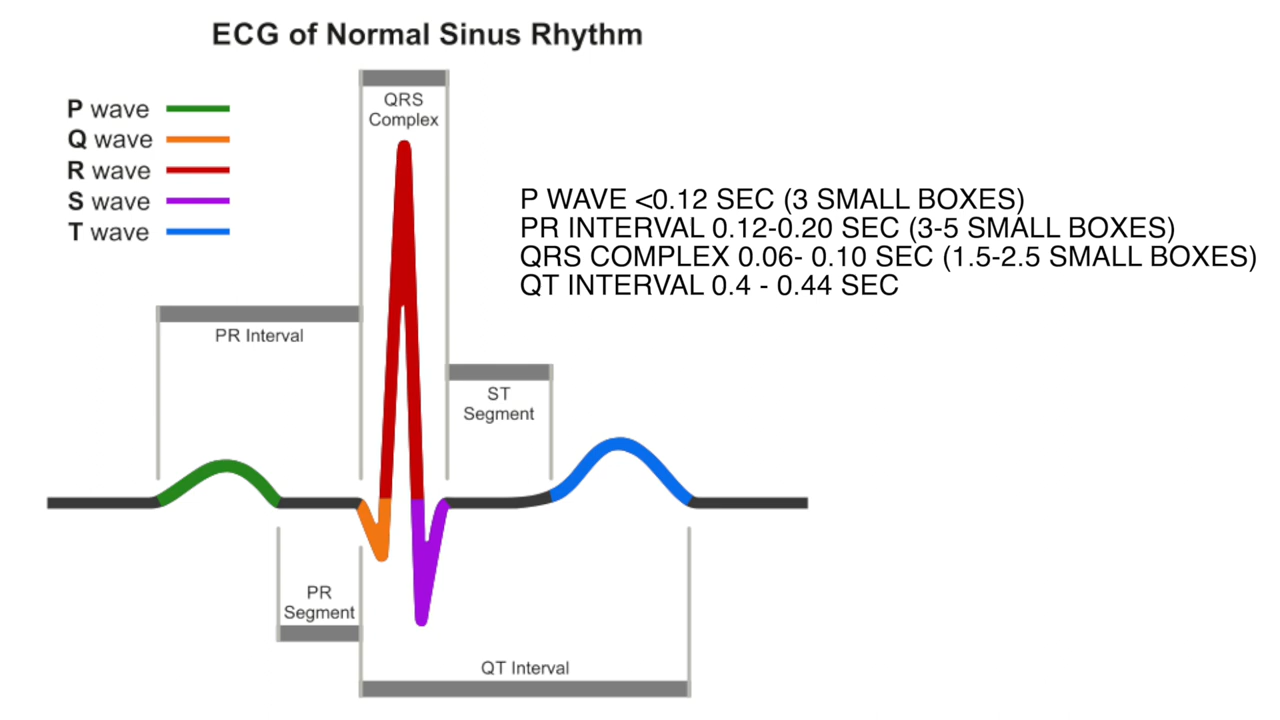 ECG of Normal Sinus Rhythm
P wave
Q wave
R wave
S wave
T wave
QRS
Complex
P WAVE <0.12 SEC (3 SMALL BOXES)
PR INTERVAL 0.12-0.20 SEC (3-5 SMALL BOXES)
QRS COMPLEX 0.06- 0.10 SEC (1.5-2.5 SMALL BOXES)
QT INTERVAL 0.4 - 0.44 SEC
PR Interval
ST
Segment
PR
Segment
QT Interval